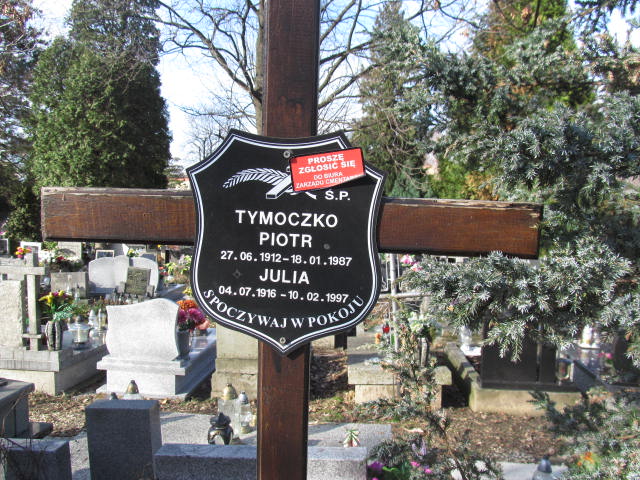 PROSZĘ
ZGŁOSIĆ SIĘ
DO BIURA
ZARZĄDU CMENTARZA
Ś.P.
TYMOCZKO
PIOTR
27.06.1912-18.01.1987
JULIA
04.07.1916 - 10.02.1997
SPOCZYWAJ W POKOJU